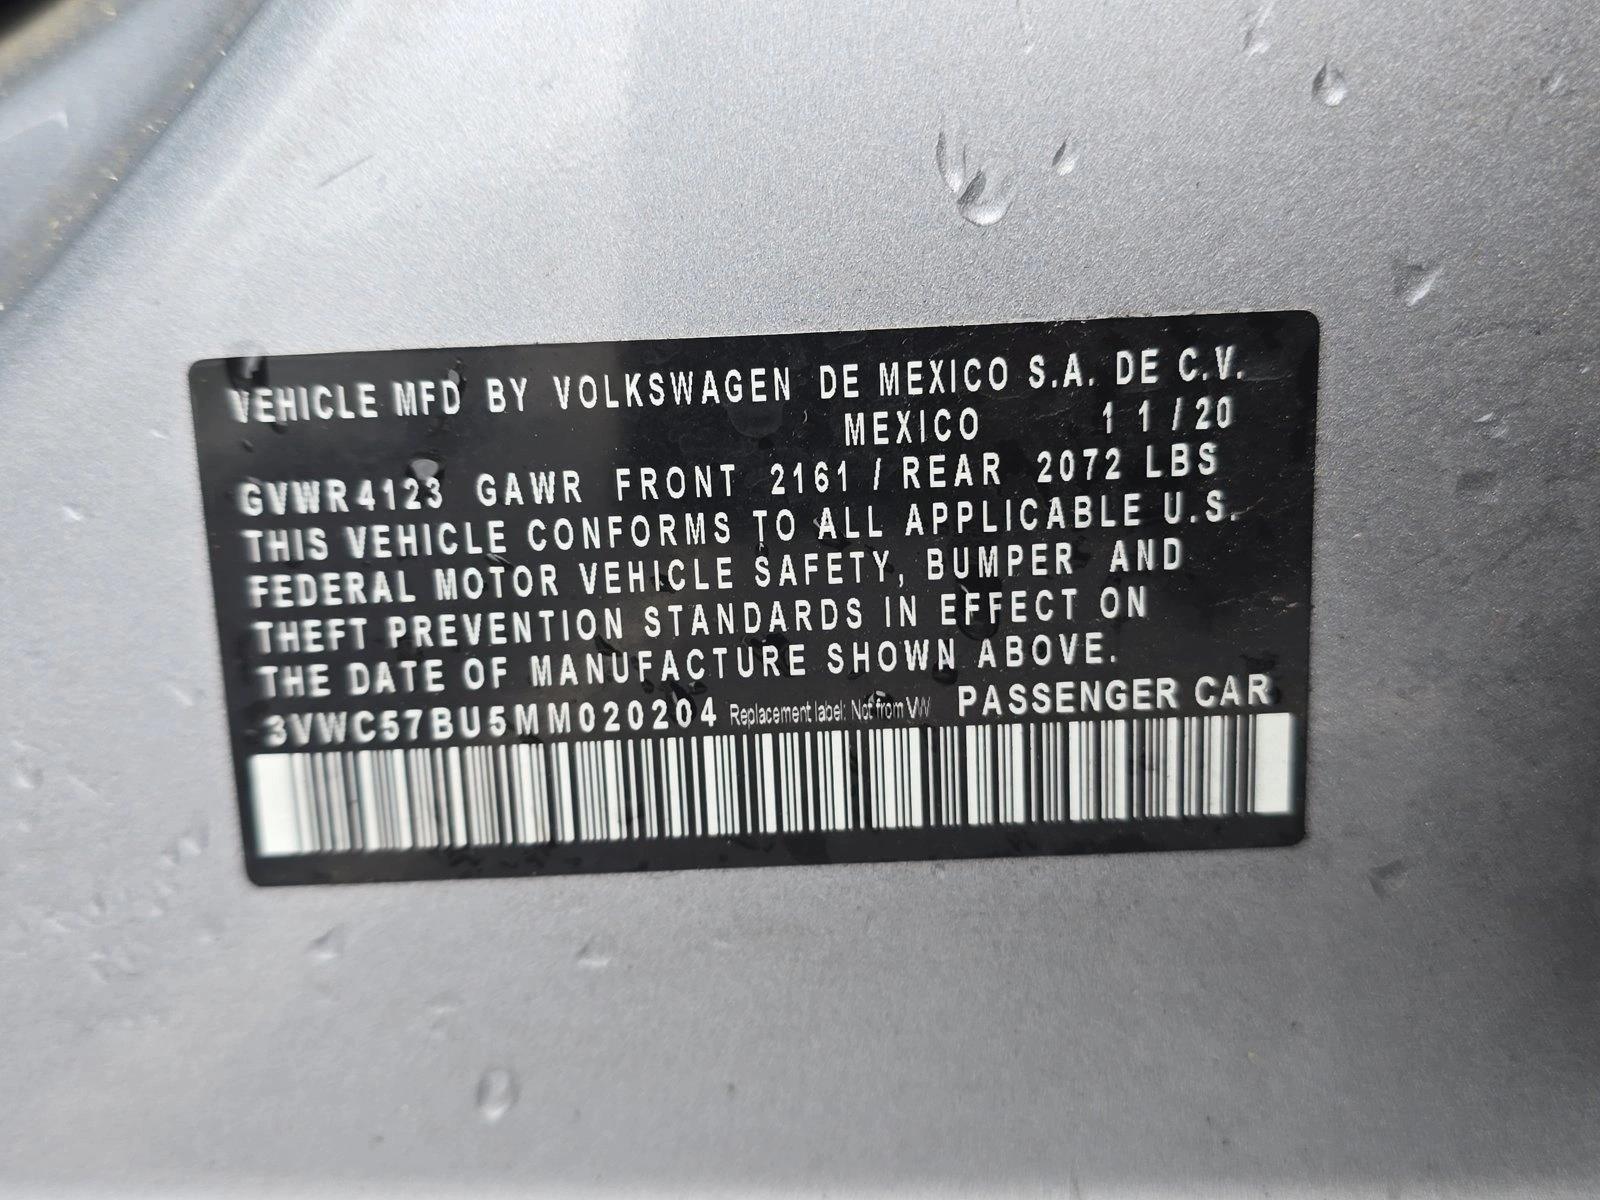 VEHICLE MFD BY VOLKSWAGEN DE MEXICO S.A. DE C.V.
MEXICO 11/20
GVWR 4123 GAWR FRONT 2161 / REAR 2072 LBS
THIS VEHICLE CONFORMS TO ALL APPLICABLE U.S.
FEDERAL MOTOR VEHICLE SAFETY, BUMPER AND
THEFT PREVENTION STANDARDS IN EFFECT ON
THE DATE OF MANUFACTURE SHOWN ABOVE.
3VWC57BU5MM020204 Replacement label: Not from VW PASSENGER CAR